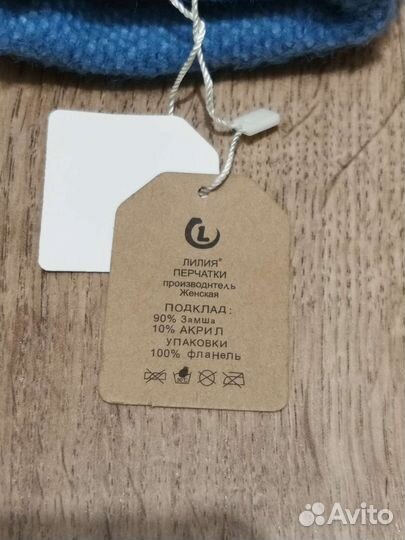 L
ЛИЛИЯ®
ПЕРЧАТКИ
производитель
Женская
ПОДКЛАД:
90% Замша
10% АКРИЛ
УПАКОВКИ
100% фланель
Avito